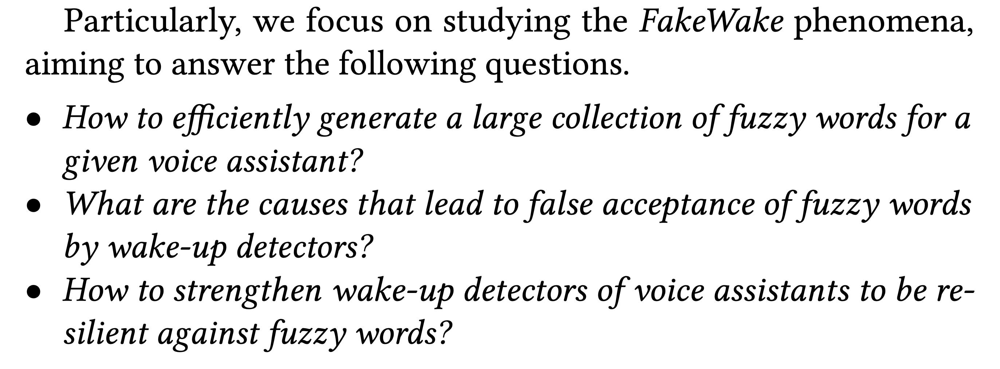 Particularly, we focus on studying the FakeWake phenomena,
aiming to answer the following questions.
● How to efficiently generate a large collection of fuzzy words for a
given voice assistant?
● What are the causes that lead to false acceptance of fuzzy words
by wake-up detectors?
● How to strengthen wake-up detectors of voice assistants to be re-
silient against fuzzy words?